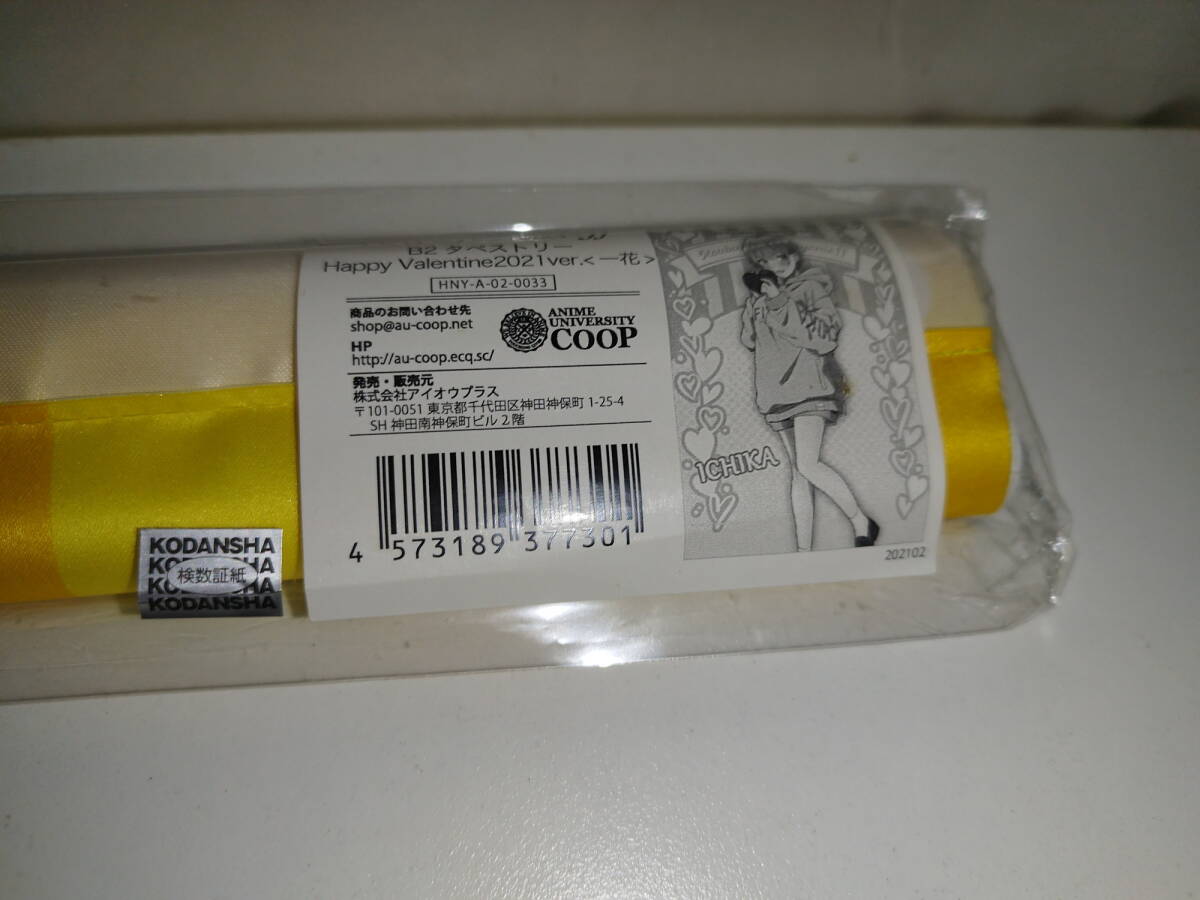 B2 タペストリー
Happy Valentine2021ver.<一花>
HNY-A-02-0033
商品のお問い合わせ先
shop@au-coop.net
HP
http://au-coop.ecq.sc/
ANIME
UNIVERSITY
COOP
発売・販売元
株式会社アイオウプラス
〒101-0051 東京都千代田区神田神保町 1-25-4
SH 神田南神保町ビル 2 階
4 573189 377301
ICHIKA
202102
KODANSHA
検数証紙
KODANSHA